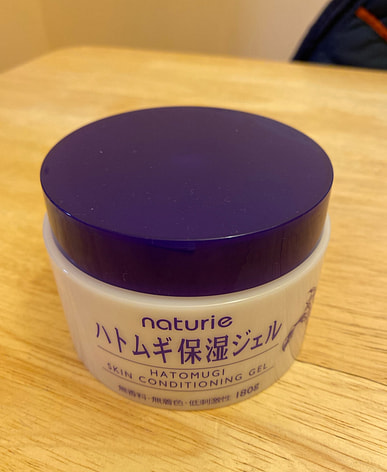 naturie
ハトムギ保湿ジェル
HATOMUGI
SKIN CONDITIONING GEL
無香料・無着色・低刺激性 180g